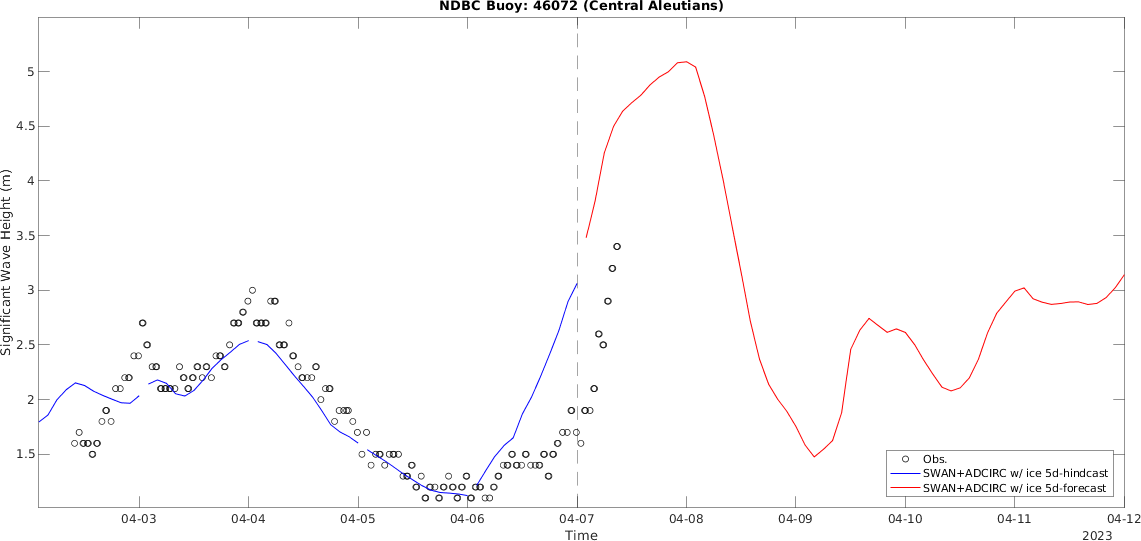 NDBC Buoy: 46072 (Central Aleutians)
Significant Wave Height (m)
5
4.5
4
3.5
3
2.5
2
1.5
Obs.
SWAN+ADCIRC w/ ice 5d-hindcast
SWAN+ADCIRC w/ ice 5d-forecast
04-03 04-04 04-05 04-06 04-07 04-08 04-09 04-10 04-11 04-12
Time
2023